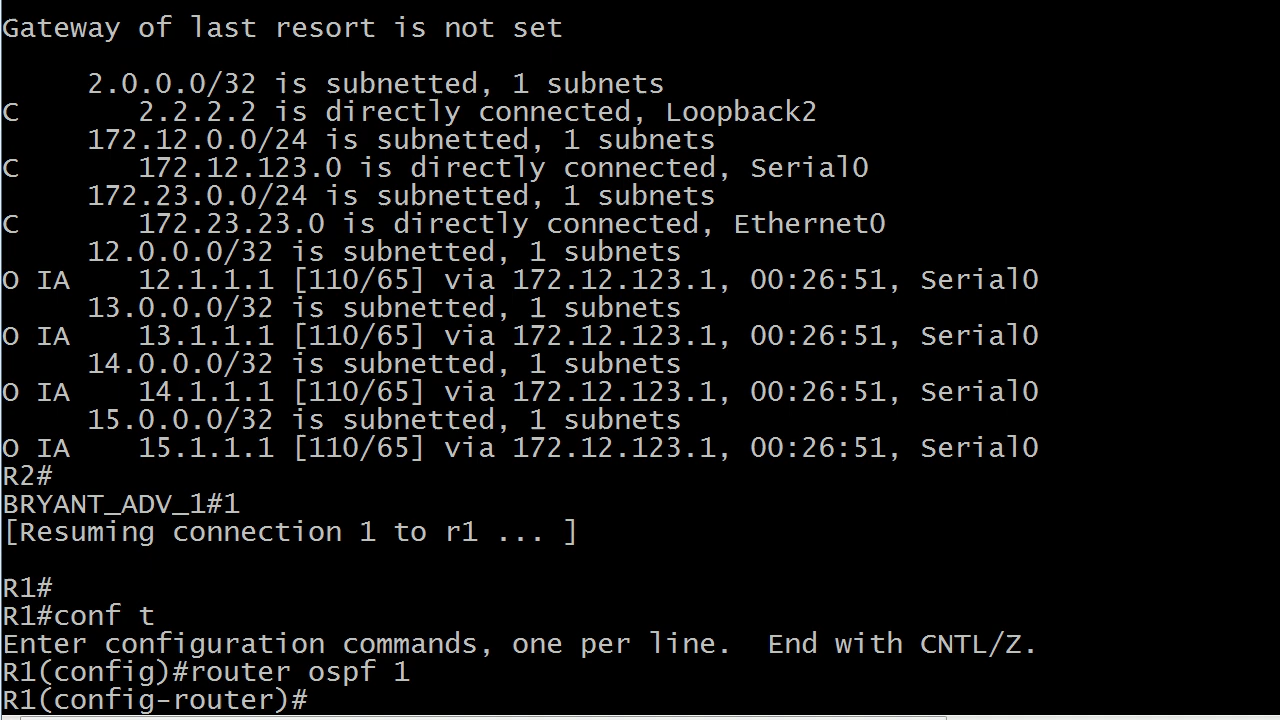 Gateway of last resort is not set
     2.0.0.0/32 is subnetted, 1 subnets
C       2.2.2.2 is directly connected, Loopback2
     172.12.0.0/24 is subnetted, 1 subnets
C       172.12.123.0 is directly connected, Serial0
     172.23.0.0/24 is subnetted, 1 subnets
C       172.23.23.0 is directly connected, Ethernet0
     12.0.0.0/32 is subnetted, 1 subnets
O IA    12.1.1.1 [110/65] via 172.12.123.1, 00:26:51, Serial0
     13.0.0.0/32 is subnetted, 1 subnets
O IA    13.1.1.1 [110/65] via 172.12.123.1, 00:26:51, Serial0
     14.0.0.0/32 is subnetted, 1 subnets
O IA    14.1.1.1 [110/65] via 172.12.123.1, 00:26:51, Serial0
     15.0.0.0/32 is subnetted, 1 subnets
O IA    15.1.1.1 [110/65] via 172.12.123.1, 00:26:51, Serial0
R2#
BRYANT_ADV_1#1
[Resuming connection 1 to r1 ... ]
R1#
R1#conf t
Enter configuration commands, one per line.  End with CNTL/Z.
R1(config)#router ospf 1
R1(config-router)#